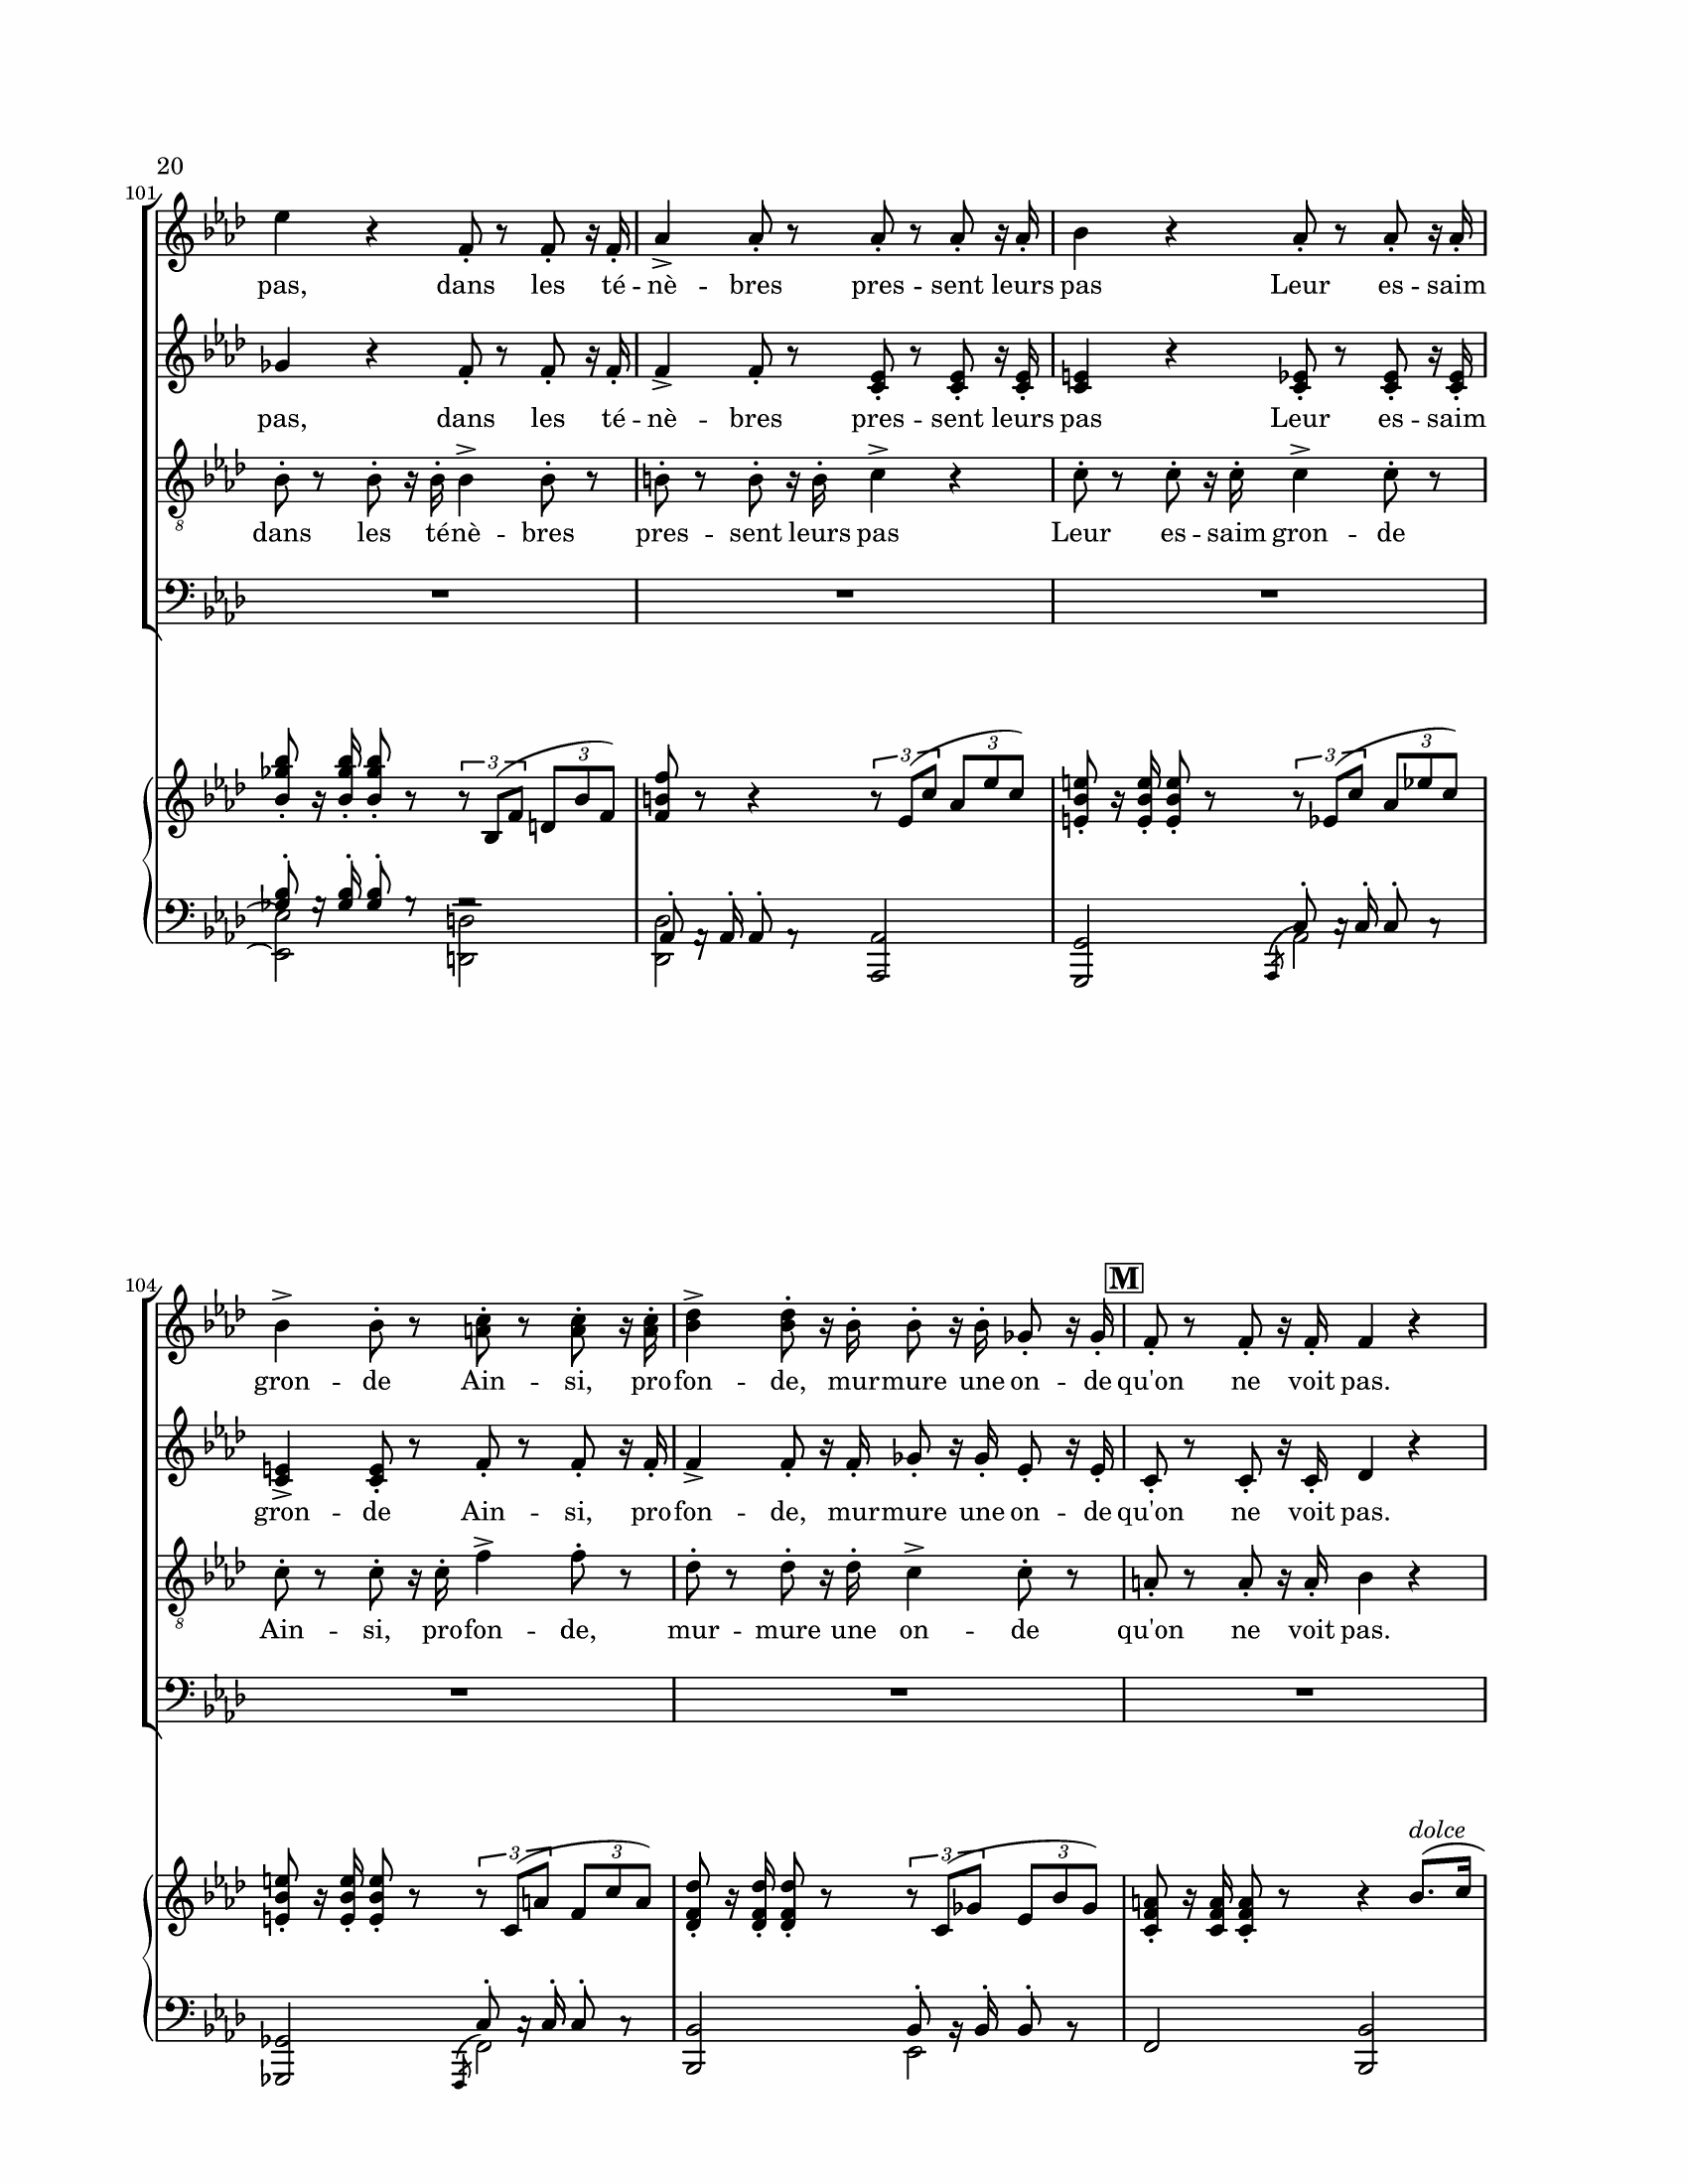 20
101
pas, dans les té -- nè -- bres pres -- sent leurs pas Leur es -- saim
pas, dans les té -- nè -- bres pres -- sent leurs pas Leur es -- saim
8
dans les ténè -- bres pres -- sent leurs pas Leur es -- saim gron -- de
3 3 3 3 3 3
104
M
gron -- de Ain -- si, profon -- de, murmure une on -- de qu'on ne voit pas.
gron -- de Ain -- si, profon -- de, murmure une on -- de qu'on ne voit pas.
8
Ain -- si, profon -- de, mur -- mure une on -- de qu'on ne voit pas.
dolce
3 3 3 3